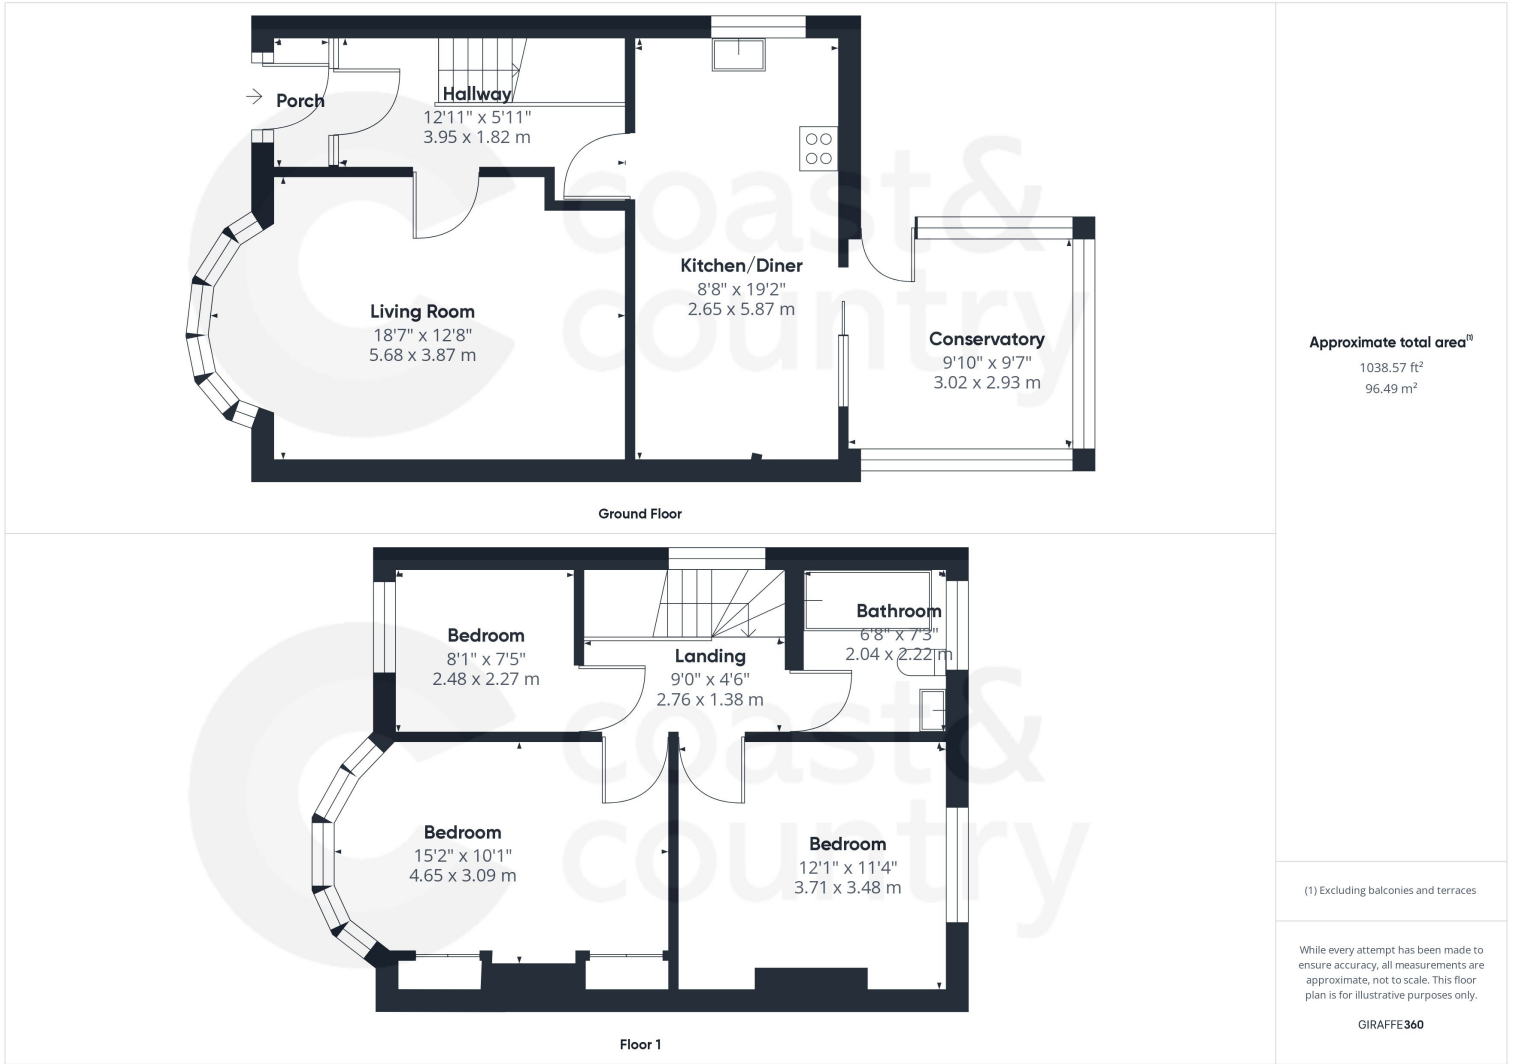 Porch
Hallway
12'11" x 5'11"
3.95 x 1.82 m
Kitchen/Diner
8'8" x 19'2"
2.65 x 5.87 m
Living Room
18'7" x 12'8"
5.68 x 3.87 m
Conservatory
9'10" x 9'7"
3.02 x 2.93 m
coast&
country
Ground Floor
Bathroom
6'8" x 7'3"
2.04 x 2.22 m
Bedroom
8'1" x 7'5"
2.48 x 2.27 m
Landing
9'0" x 4'6"
2.76 x 1.38 m
Bedroom
15'2" x 10'1"
4.65 x 3.09 m
Bedroom
12'1" x 11'4"
3.71 x 3.48 m
coast&
country
Floor 1
Approximate total area(1)
1038.57 ft²
96.49 m²
(1) Excluding balconies and terraces
While every attempt has been made to
ensure accuracy, all measurements are
approximate, not to scale. This floor
plan is for illustrative purposes only.
GIRAFFE360